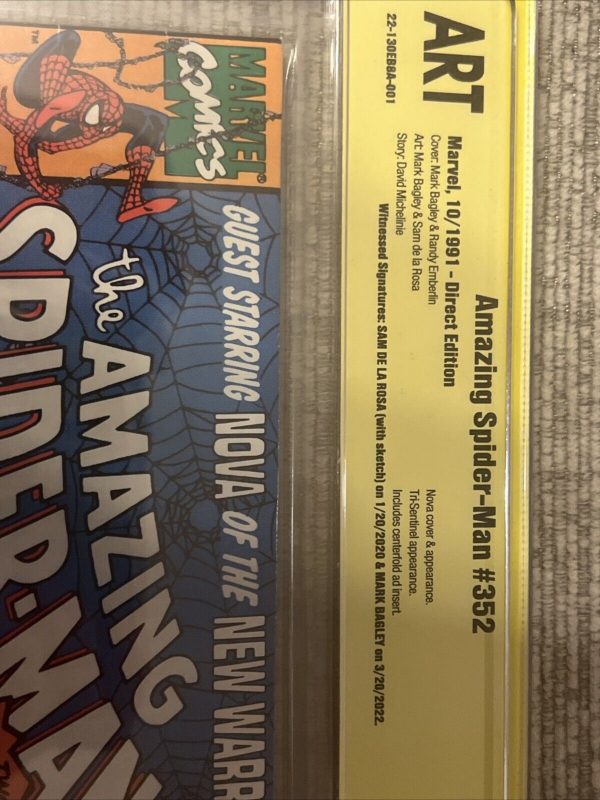 ART
22-130EB8A-001
Amazing Spider-Man #352
Marvel, 10/1991 - Direct Edition
Cover: Mark Bagley & Randy Emberlin
Art: Mark Bagley & Sam de la Rosa
Story: David Michelinie
Nova cover & appearance.
Tri-Sentinel appearance.
Includes centerfold ad insert.
Witnessed Signatures: SAM DE LA ROSA (with sketch) on 1/20/2020 & MARK BAGLEY on 3/20/2022.
MARVEL®
COMICS
TM
GUEST STARRING NOVA OF THE NEW WARR
the AMAZING
SPIDER-MAN